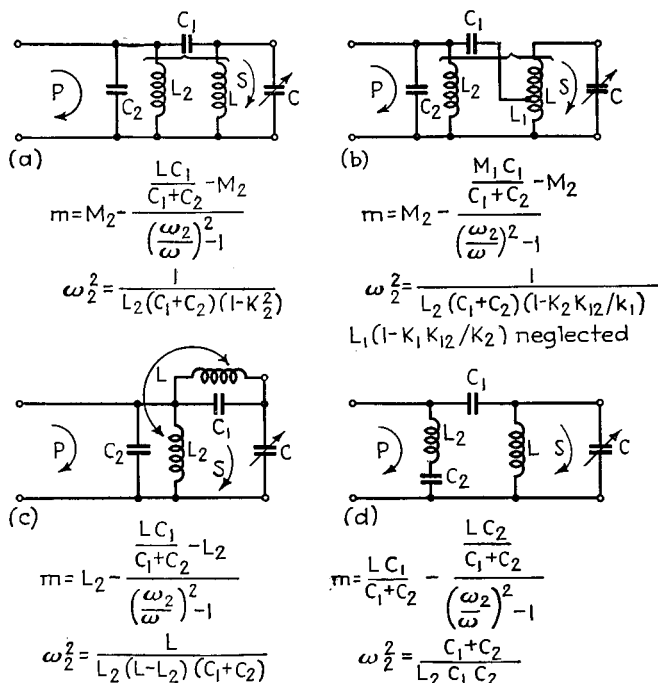 C₁
P
C₂
L₂
L
S
C
(a)
m = M₂ - (LC₁/(C₁+C₂) - M₂)/((ω₂/ω)² - 1)
ω₂² = 1/(L₂(C₁+C₂)(1-K₂²))
C₁
P
C₂
L₂
L₁
L
S
C
(b)
m = M₂ - (M₁C₁/(C₁+C₂) - M₂)/((ω₂/ω)² - 1)
ω₂² = 1/(L₂(C₁+C₂)(1-K₂K₁₂/k₁))
L₁(1-K₁K₁₂/K₂) neglected
L
C₁
P
C₂
L₂
S
C
(c)
m = L₂ - (LC₁/(C₁+C₂) - L₂)/((ω₂/ω)² - 1)
ω₂² = L/(L₂(L-L₂)(C₁+C₂))
C₁
P
L₂
C₂
L
S
C
(d)
m = LC₁/(C₁+C₂) - (LC₂/(C₁+C₂))/((ω₂/ω)² - 1)
ω₂² = (C₁+C₂)/(L₂C₁C₂)